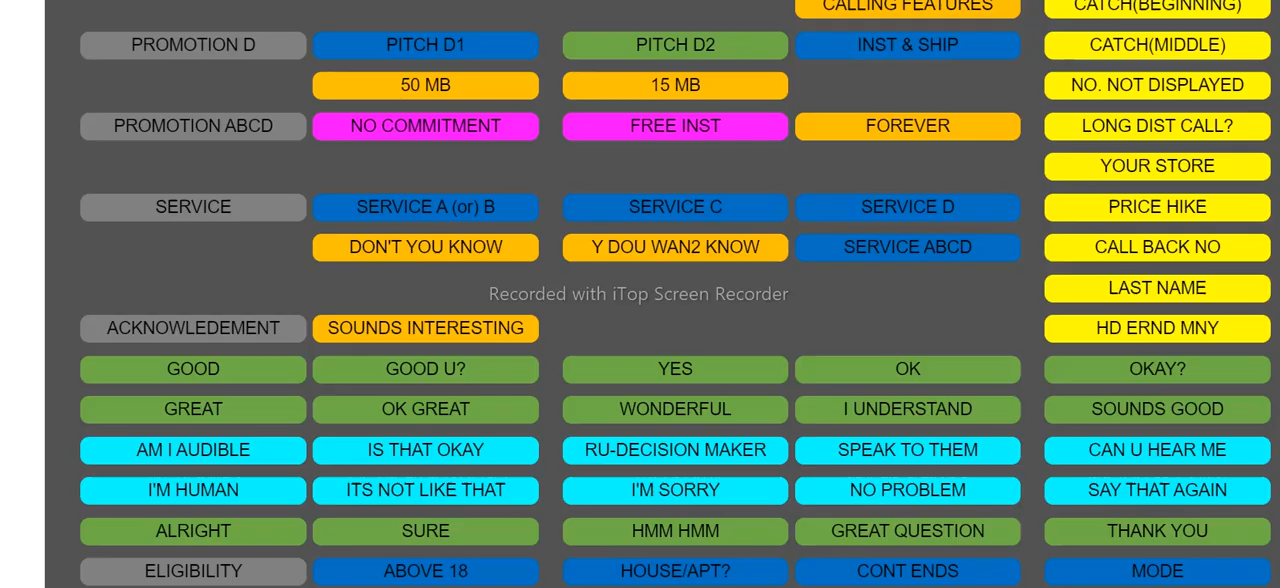 CALLING FEATURES CATCH(BEGINNING)
PROMOTION D PITCH D1 PITCH D2 INST & SHIP CATCH(MIDDLE)
50 MB 15 MB NO. NOT DISPLAYED
PROMOTION ABCD NO COMMITMENT FREE INST FOREVER LONG DIST CALL?
YOUR STORE
SERVICE SERVICE A (or) B SERVICE C SERVICE D PRICE HIKE
DON'T YOU KNOW Y DOU WAN2 KNOW SERVICE ABCD CALL BACK NO
LAST NAME
Recorded with iTop Screen Recorder
ACKNOWLEDEMENT SOUNDS INTERESTING HD ERND MNY
GOOD GOOD U? YES OK OKAY?
GREAT OK GREAT WONDERFUL I UNDERSTAND SOUNDS GOOD
AM I AUDIBLE IS THAT OKAY RU-DECISION MAKER SPEAK TO THEM CAN U HEAR ME
I'M HUMAN ITS NOT LIKE THAT I'M SORRY NO PROBLEM SAY THAT AGAIN
ALRIGHT SURE HMM HMM GREAT QUESTION THANK YOU
ELIGIBILITY ABOVE 18 HOUSE/APT? CONT ENDS MODE